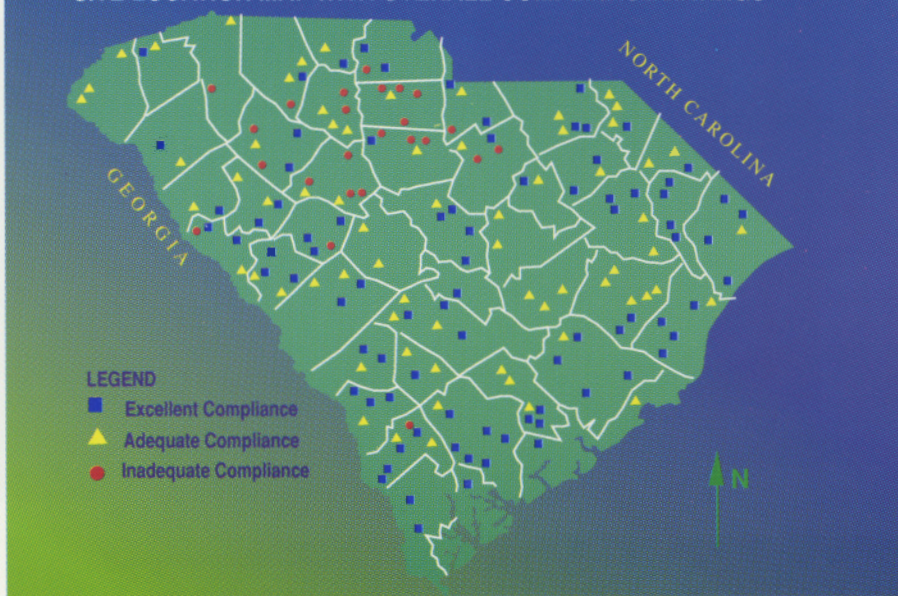 NORTH CAROLINA
GEORGIA
LEGEND
Excellent Compliance
Adequate Compliance
Inadequate Compliance
N